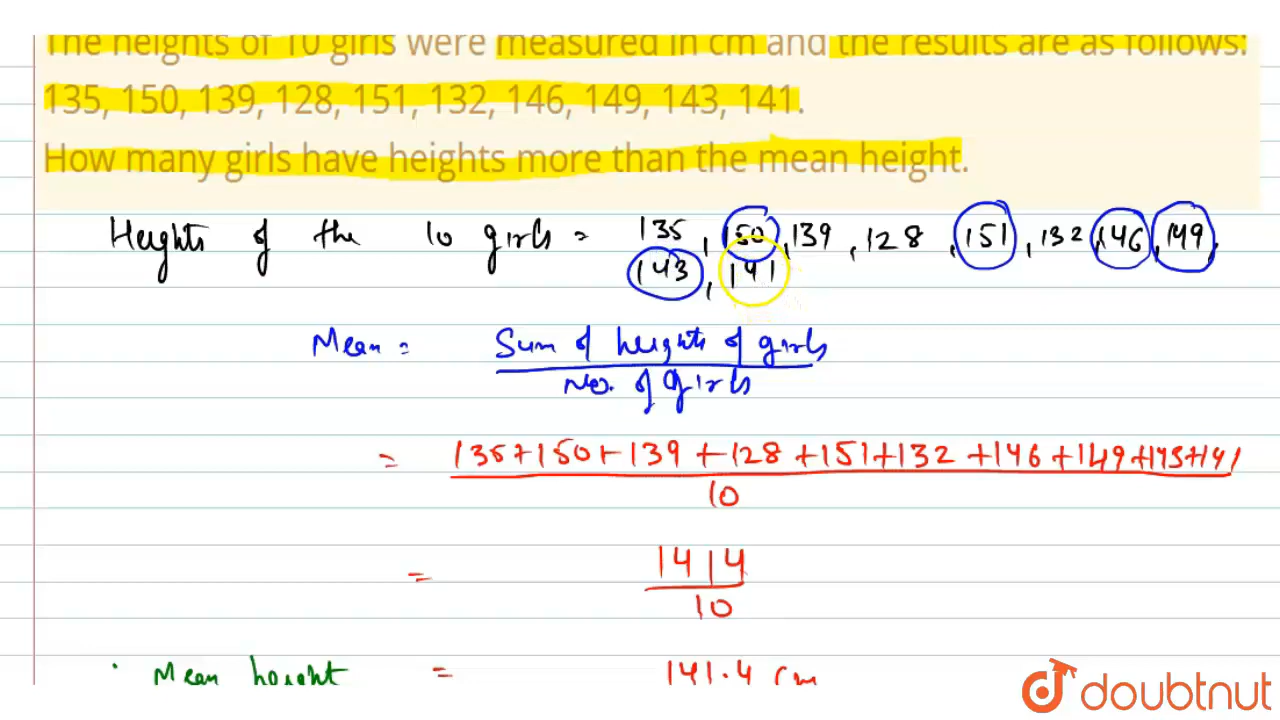 The heights of 10 girls were measured in cm and the results are as follows:
135, 150, 139, 128, 151, 132, 146, 149, 143, 141.
How many girls have heights more than the mean height.
Heights of the 10 girls = 135, 150, 139, 128, 151, 132, 146, 149,
143, 141
Mean = Sum of heights of girls
No. of Girls
= 135+150+139+128+151+132+146+149+143+141
10
= 1414
10
Mean height = 141.4 cm
doubtnut